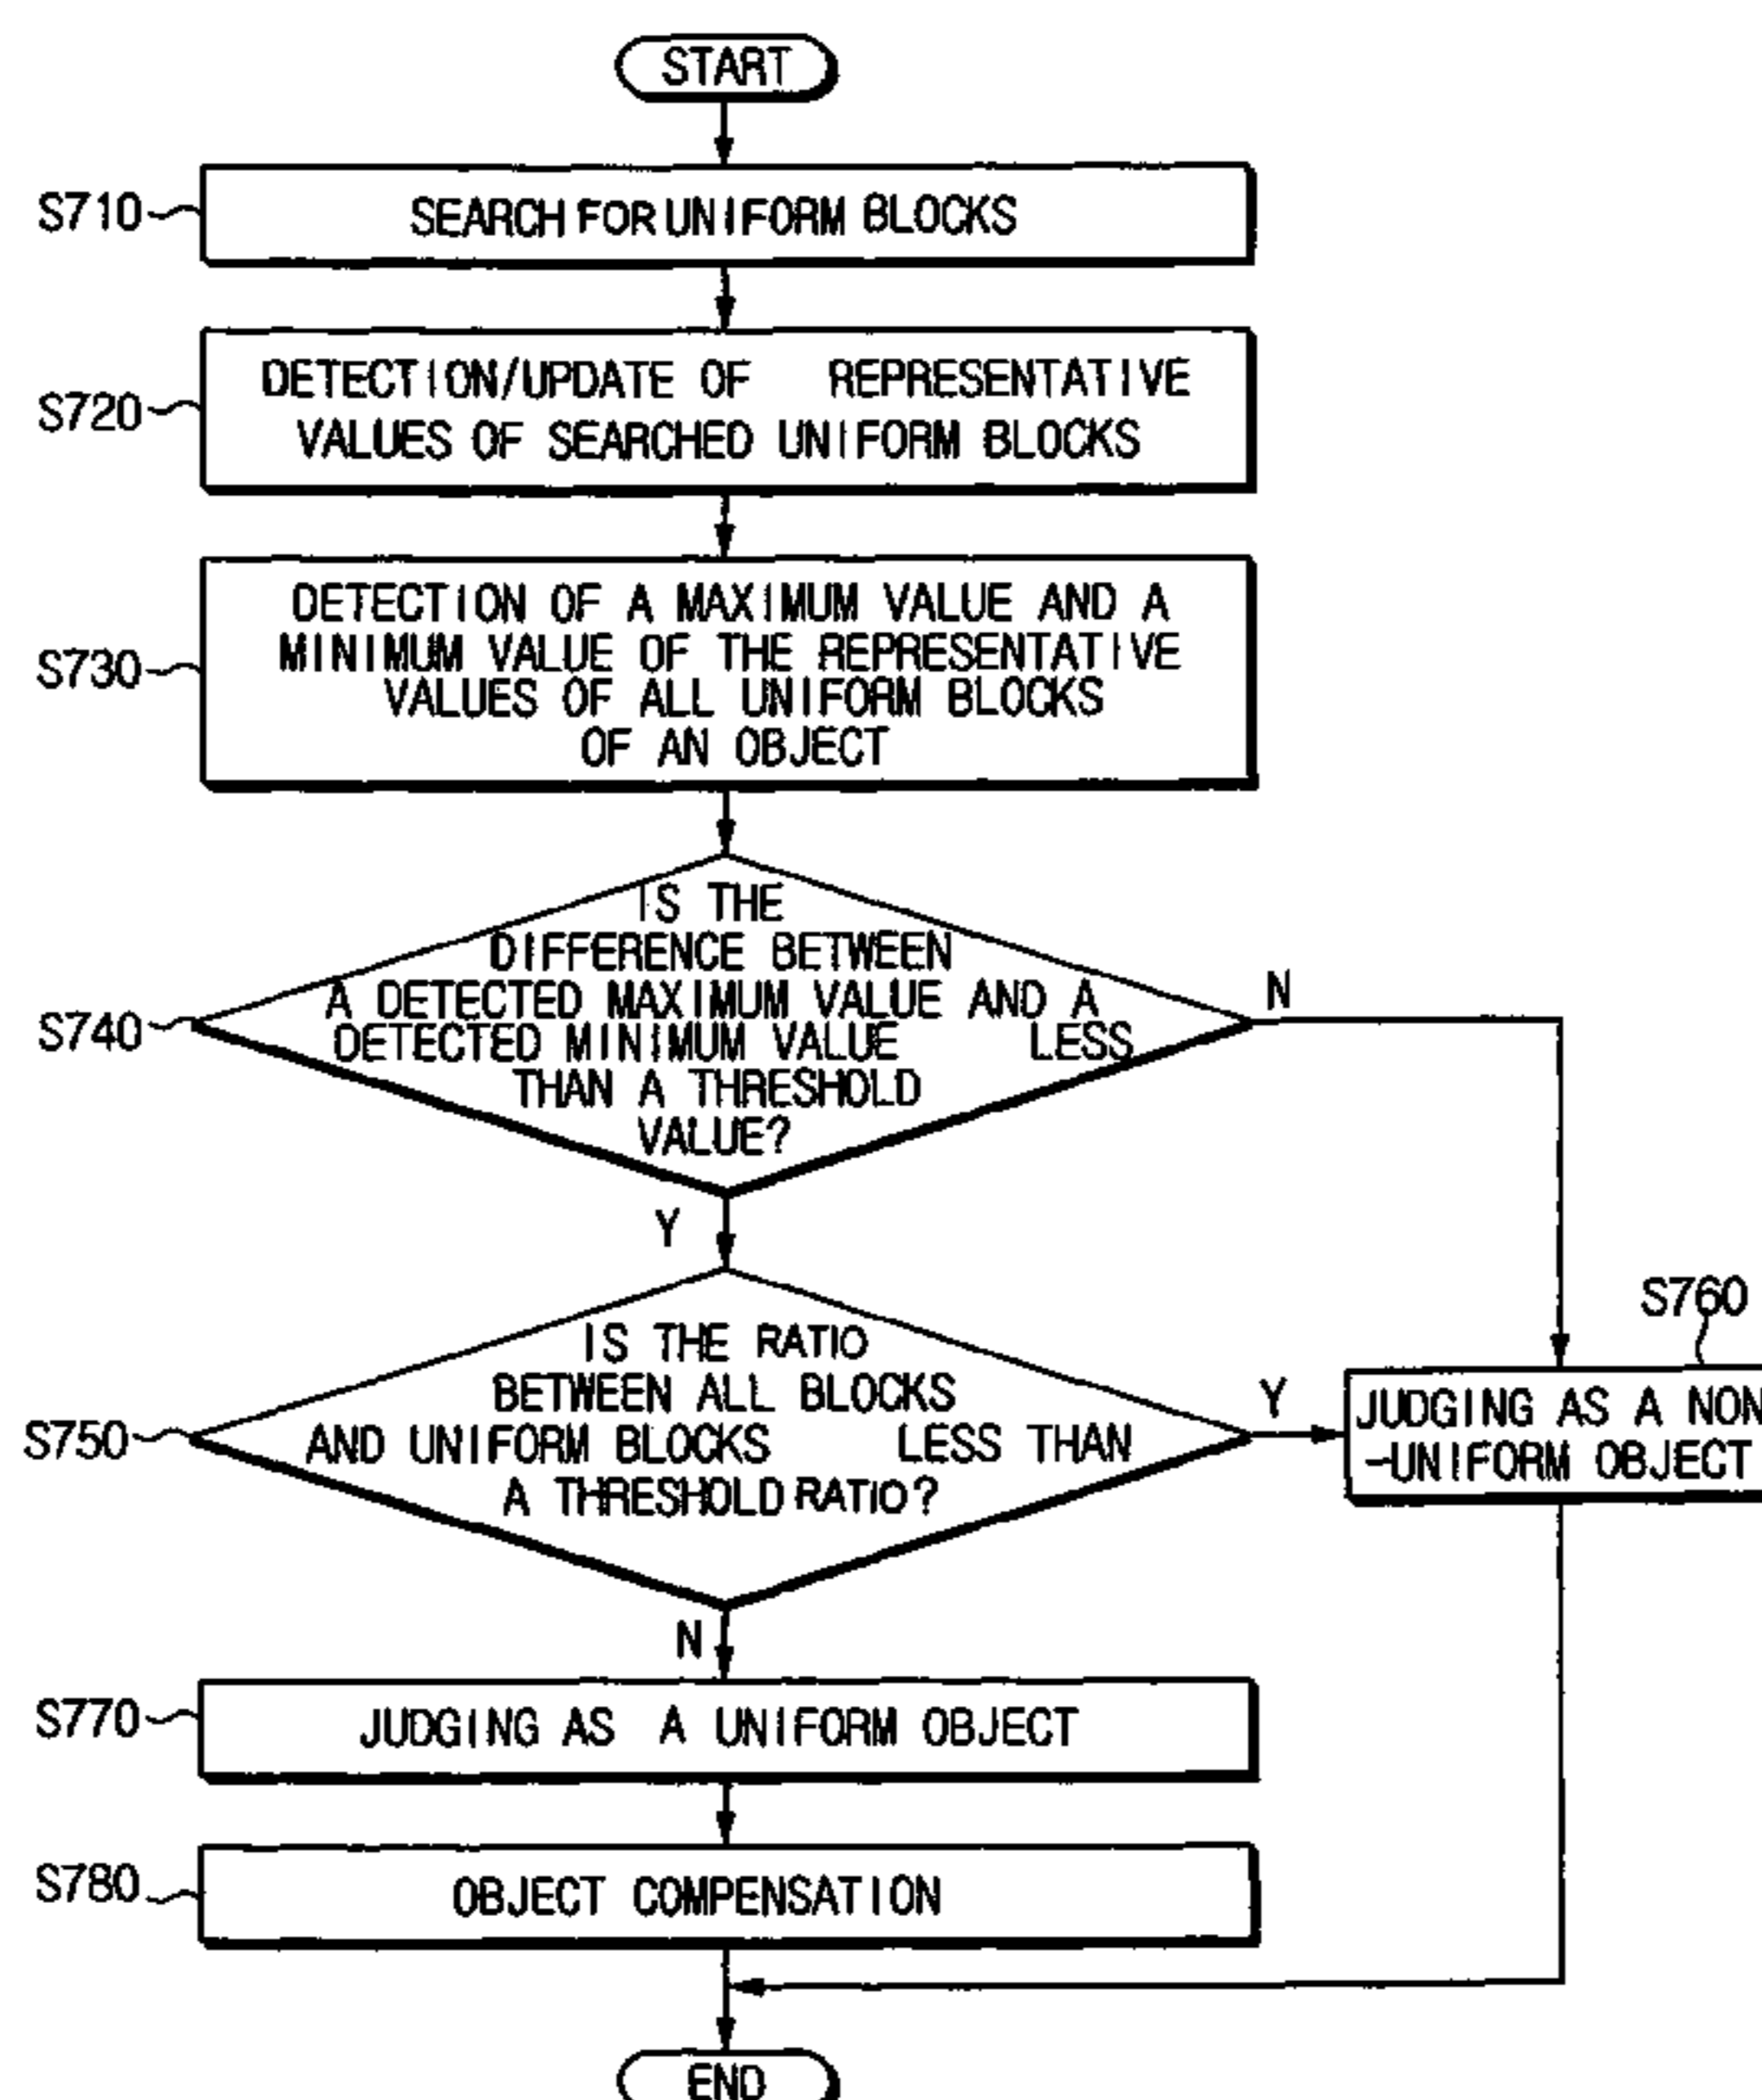 START
S710
SEARCH FOR UNIFORM BLOCKS
S720
DETECTION/UPDATE OF REPRESENTATIVE
VALUES OF SEARCHED UNIFORM BLOCKS
S730
DETECTION OF A MAXIMUM VALUE AND A
MINIMUM VALUE OF THE REPRESENTATIVE
VALUES OF ALL UNIFORM BLOCKS
OF AN OBJECT
S740
IS THE
DIFFERENCE BETWEEN
A DETECTED MAXIMUM VALUE AND A
DETECTED MINIMUM VALUE LESS
THAN A THRESHOLD
VALUE?
N
Y
S750
IS THE RATIO
BETWEEN ALL BLOCKS
AND UNIFORM BLOCKS LESS THAN
A THRESHOLD RATIO?
Y
S760
JUDGING AS A NON
-UNIFORM OBJECT
N
S770
JUDGING AS A UNIFORM OBJECT
S780
OBJECT COMPENSATION
END